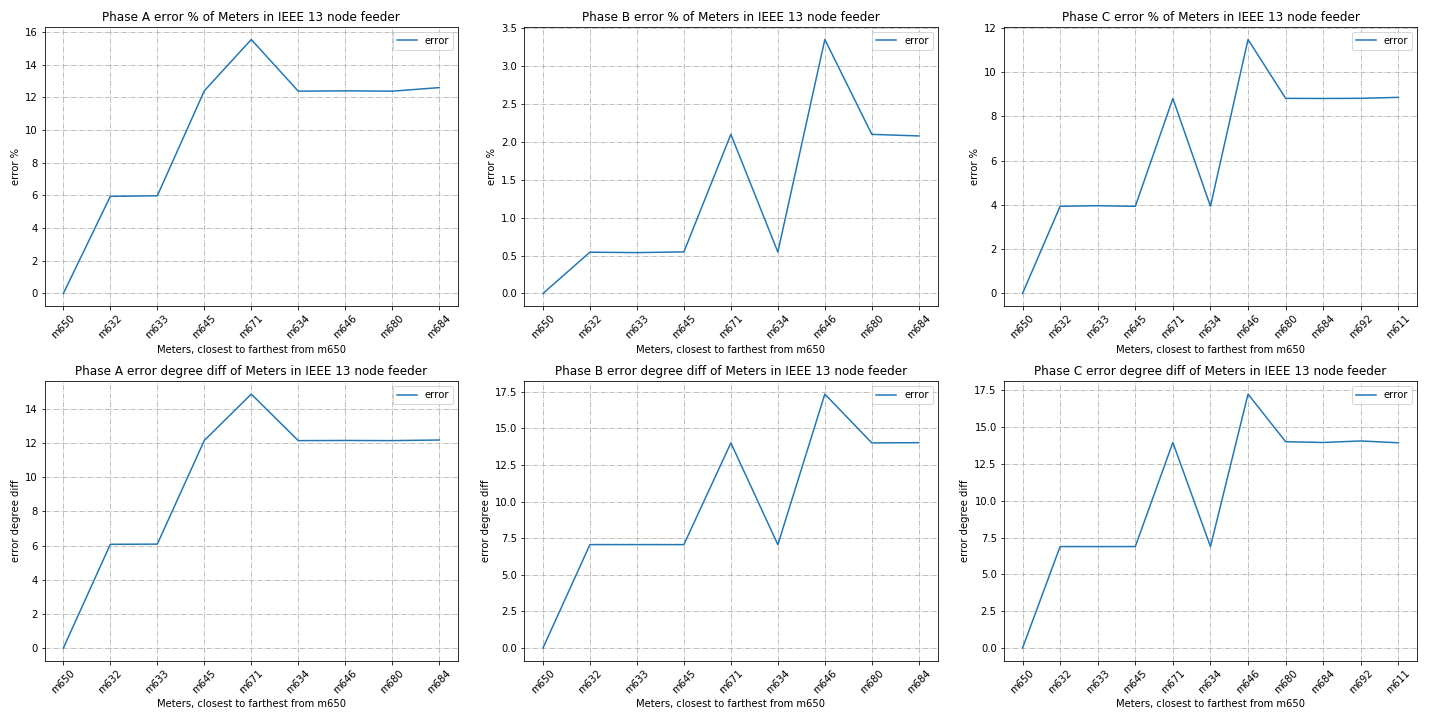 Phase A error % of Meters in IEEE 13 node feeder
error
16
14
12
10
8
6
4
2
0
error %
m650
m632
m633
m645
m671
m634
m646
m680
m684
Meters, closest to farthest from m650
Phase B error % of Meters in IEEE 13 node feeder
error
3.5
3.0
2.5
2.0
1.5
1.0
0.5
0.0
error %
m650
m632
m633
m645
m671
m634
m646
m680
m684
Meters, closest to farthest from m650
Phase C error % of Meters in IEEE 13 node feeder
error
12
10
8
6
4
2
0
error %
m650
m632
m633
m645
m671
m634
m646
m680
m684
m692
m611
Meters, closest to farthest from m650
Phase A error degree diff of Meters in IEEE 13 node feeder
error
14
12
10
8
6
4
2
0
error degree diff
m650
m632
m633
m645
m671
m634
m646
m680
m684
Meters, closest to farthest from m650
Phase B error degree diff of Meters in IEEE 13 node feeder
error
17.5
15.0
12.5
10.0
7.5
5.0
2.5
0.0
error degree diff
m650
m632
m633
m645
m671
m634
m646
m680
m684
Meters, closest to farthest from m650
Phase C error degree diff of Meters in IEEE 13 node feeder
error
17.5
15.0
12.5
10.0
7.5
5.0
2.5
0.0
error degree diff
m650
m632
m633
m645
m671
m634
m646
m680
m684
m692
m611
Meters, closest to farthest from m650